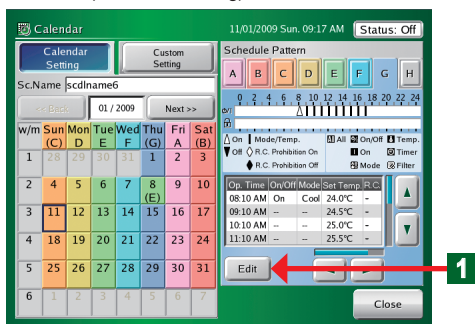 Calendar 11/01/2009 Sun. 09:17 AM Status: Off
Calendar Setting Custom Setting Schedule Pattern
A B C D E F G H
Sc.Name scdlname6
0 2 4 6 8 10 12 14 16 18 20 22 24
<< Back 01 / 2009 Next >>
w/m Sun (C) Mon D Tue E Wed F Thu (G) Fri A Sat (B)
On Mode/Temp. All On/Off Temp.
Off R.C. Prohibition On On Timer
R.C. Prohibition Off Mode Filter
1 28 29 30 31 1 2 3
2 4 5 6 7 8 (E) 9 10
3 11 12 13 14 15 16 17
4 18 19 20 21 22 23 24
5 25 26 27 28 29 30 31
6 1 2 3 4 5 6 7
Op. Time On/Off Mode Set Temp. R.C.
08:10 AM On Cool 24.0°C -
09:10 AM -- -- 24.5°C -
10:10 AM -- -- 25.0°C -
11:10 AM -- -- 25.5°C -
Edit 1
Close